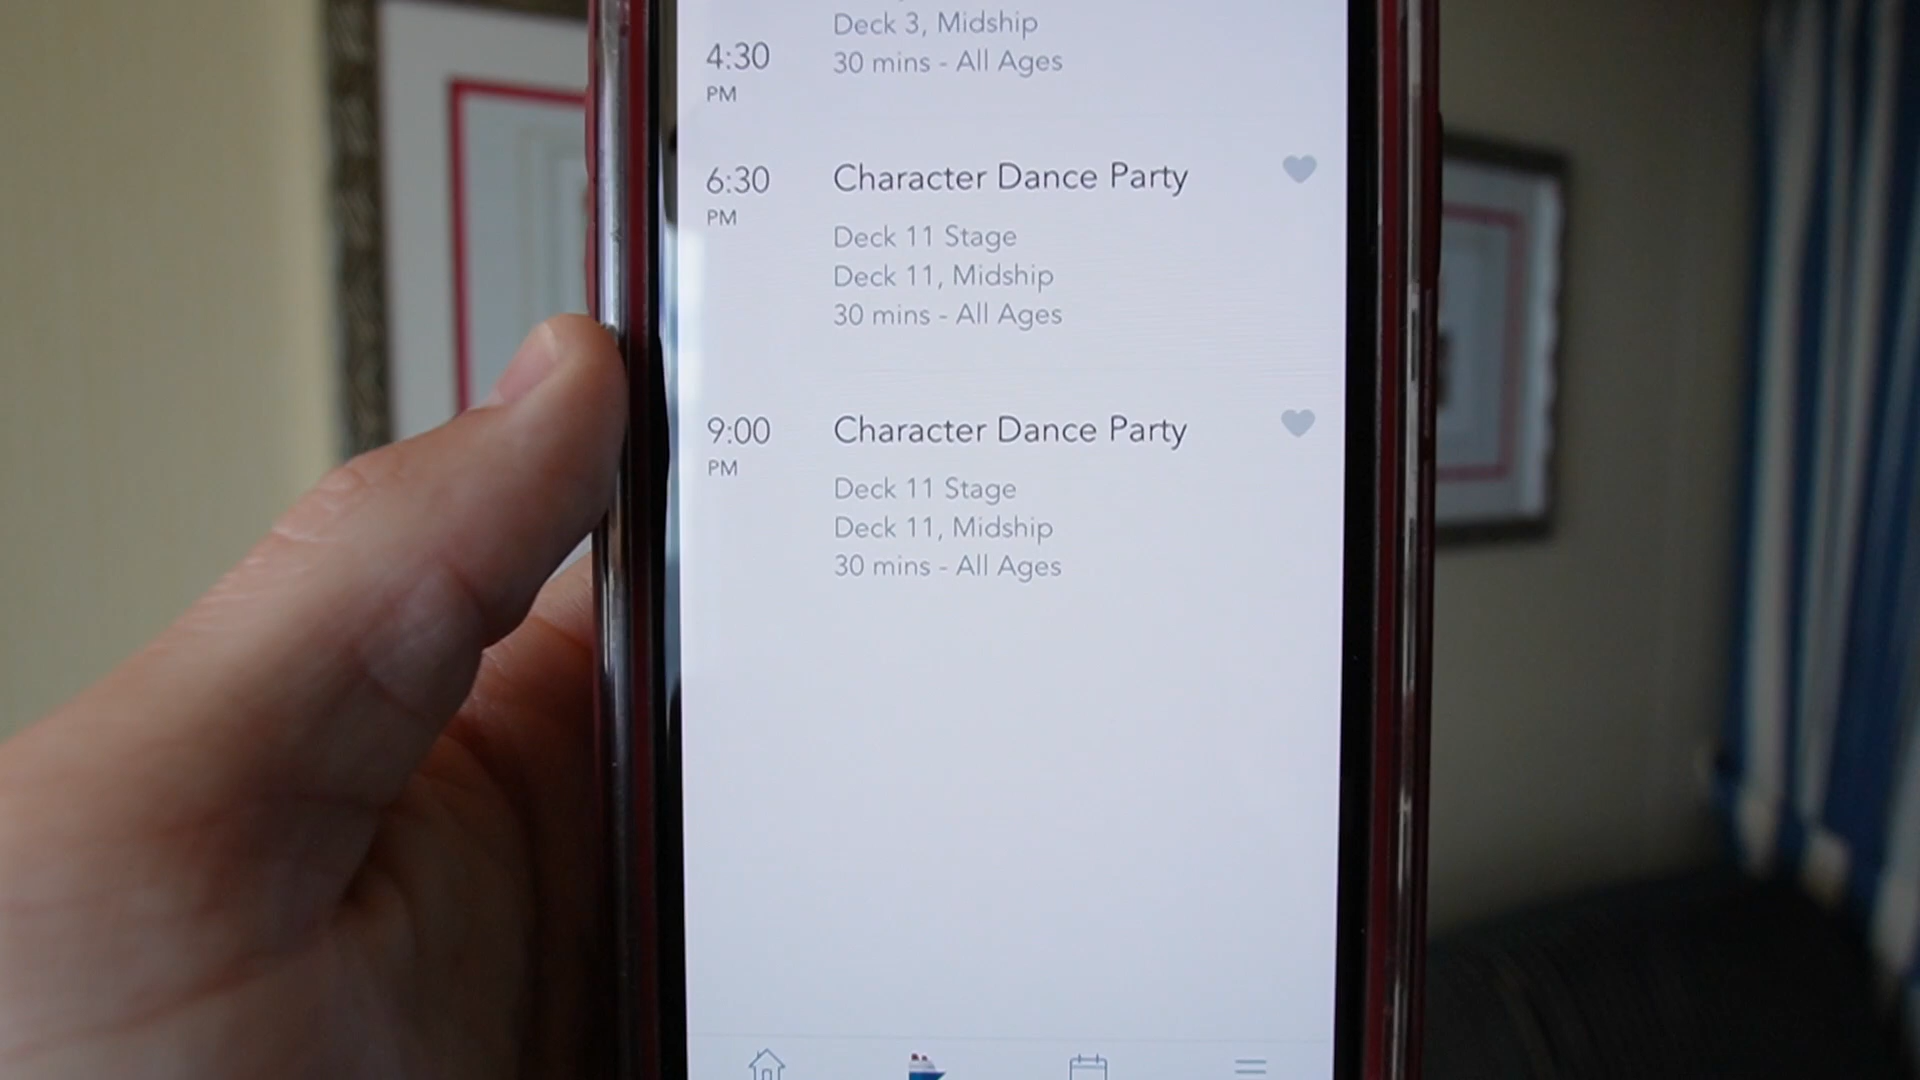 Deck 3, Midship
4:30
PM
30 mins - All Ages
6:30
PM
Character Dance Party
Deck 11 Stage
Deck 11, Midship
30 mins - All Ages
9:00
PM
Character Dance Party
Deck 11 Stage
Deck 11, Midship
30 mins - All Ages